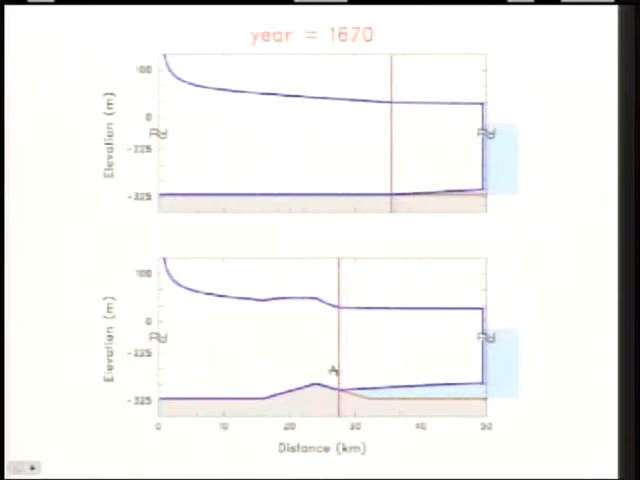 year = 1670
Elevation (m)
100
0
-225
-325
Elevation (m)
100
0
-225
-325
0 10 20 30 40 50
Distance (km)